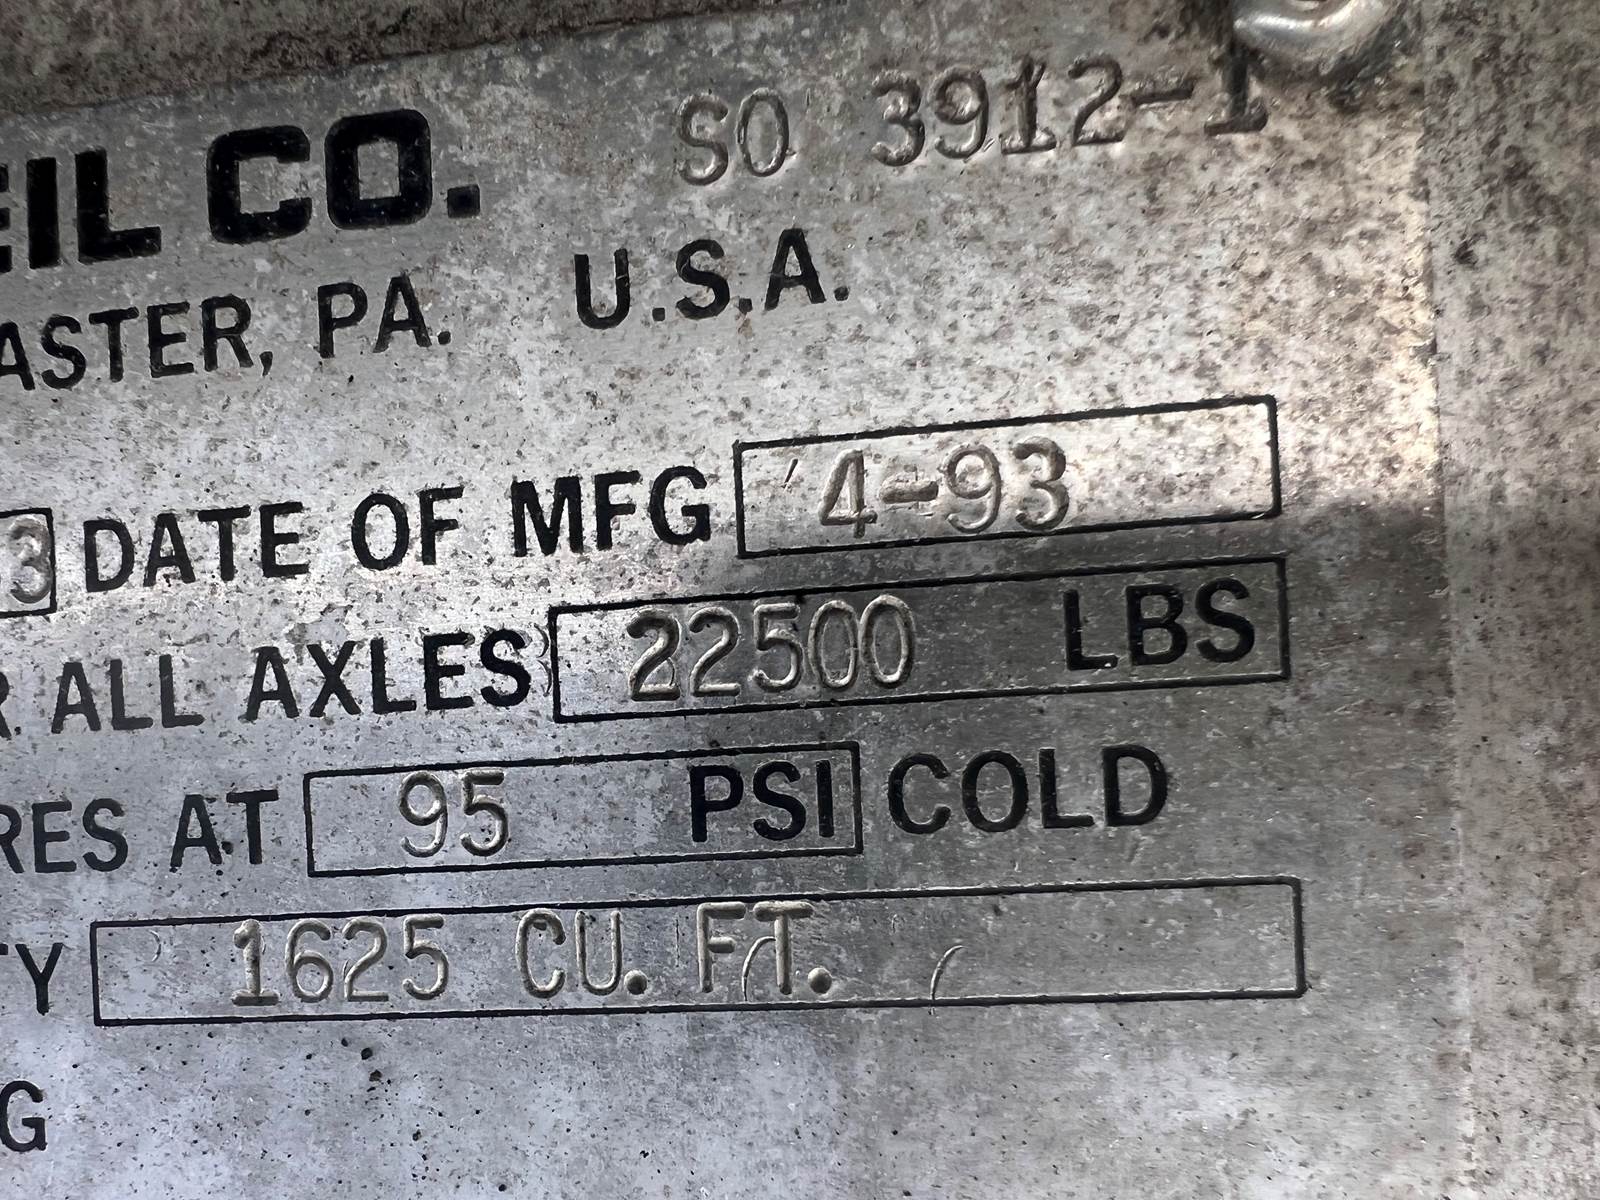 EIL CO. SO 3912-1
ASTER, PA. U.S.A.
3 DATE OF MFG 4-93
R ALL AXLES 22500 LBS
RES AT 95 PSI COLD
TY 1625 CU. FT.
G